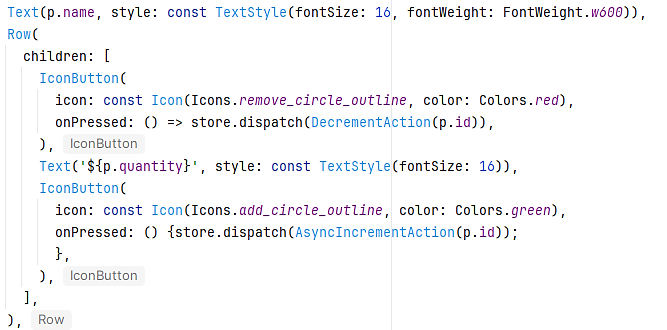 Text(p.name, style: const TextStyle(fontSize: 16, fontWeight: FontWeight.w600)),
Row(
  children: [
    IconButton(
      icon: const Icon(Icons.remove_circle_outline, color: Colors.red),
      onPressed: () => store.dispatch(DecrementAction(p.id)),
    ), IconButton
    Text('${p.quantity}', style: const TextStyle(fontSize: 16)),
    IconButton(
      icon: const Icon(Icons.add_circle_outline, color: Colors.green),
      onPressed: () {store.dispatch(AsyncIncrementAction(p.id));
      },
    ), IconButton
  ],
), Row